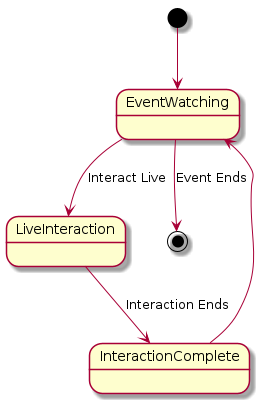 EventWatching
Interact Live
Event Ends
LiveInteraction
Interaction Ends
InteractionComplete